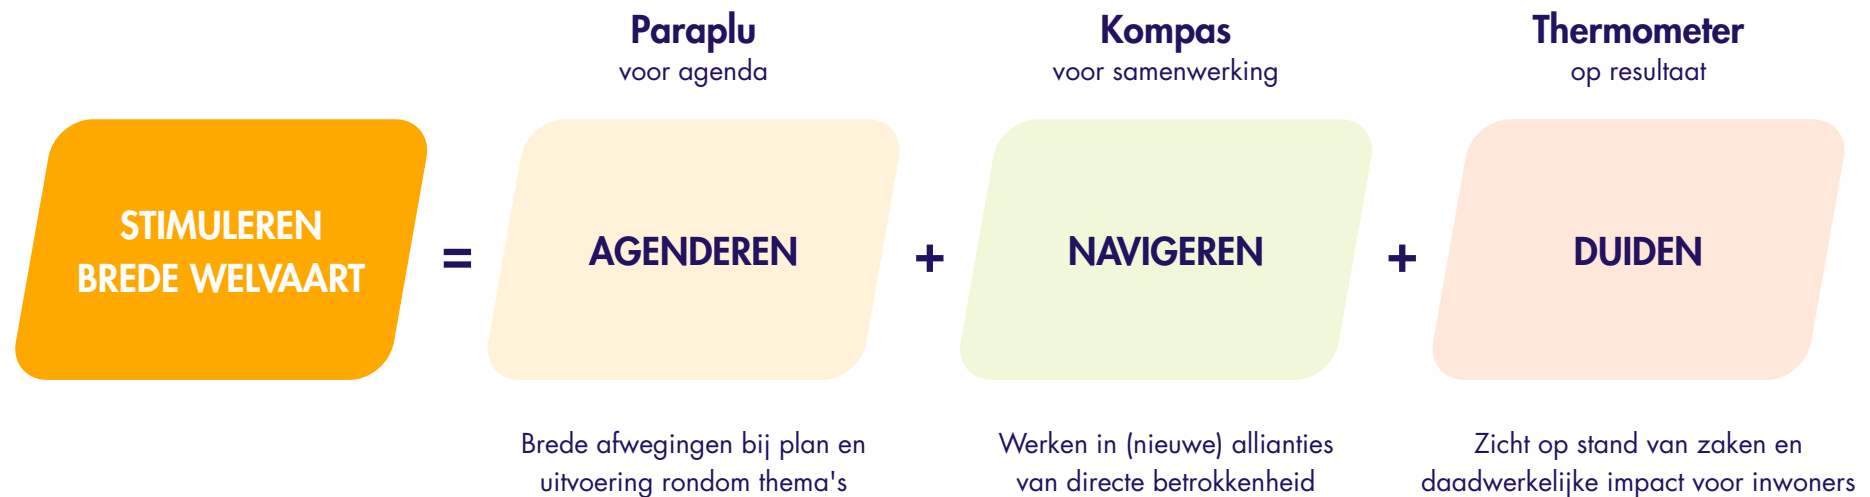 Paraplu
voor agenda
Kompas
voor samenwerking
Thermometer
op resultaat
STIMULEREN
BREDE WELVAART
=
AGENDEREN
+
NAVIGEREN
+
DUIDEN
Brede afwegingen bij plan en
uitvoering rondom thema's
Werken in (nieuwe) allianties
van directe betrokkenheid
Zicht op stand van zaken en
daadwerkelijke impact voor inwoners